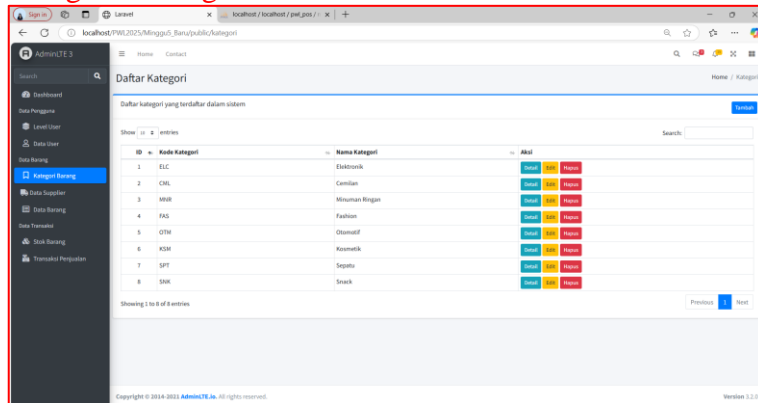 Sign in
Laravel
localhost / localhost / pwl_pos /
localhost/PWL2025/Minggu5_Baru/public/kategori
AdminLTE 3
Home Contact
Search
Daftar Kategori
Home / Kategori
Dashboard
Data Pengguna
Level User
Data User
Data Barang
Kategori Barang
Data Supplier
Data Barang
Data Transaksi
Stok Barang
Transaksi Penjualan
Daftar kategori yang terdaftar dalam sistem
Tambah
Show 10 entries
Search:
ID Kode Kategori Nama Kategori Aksi
1 ELC Elektronik Detail Edit Hapus
2 CML Cemilan Detail Edit Hapus
3 MNR Minuman Ringan Detail Edit Hapus
4 FAS Fashion Detail Edit Hapus
5 OTM Otomotif Detail Edit Hapus
6 KSM Kosmetik Detail Edit Hapus
7 SPT Sepatu Detail Edit Hapus
8 SNK Snack Detail Edit Hapus
Showing 1 to 8 of 8 entries
Previous 1 Next
Copyright © 2014-2021 AdminLTE.io. All rights reserved.
Version 3.2.0